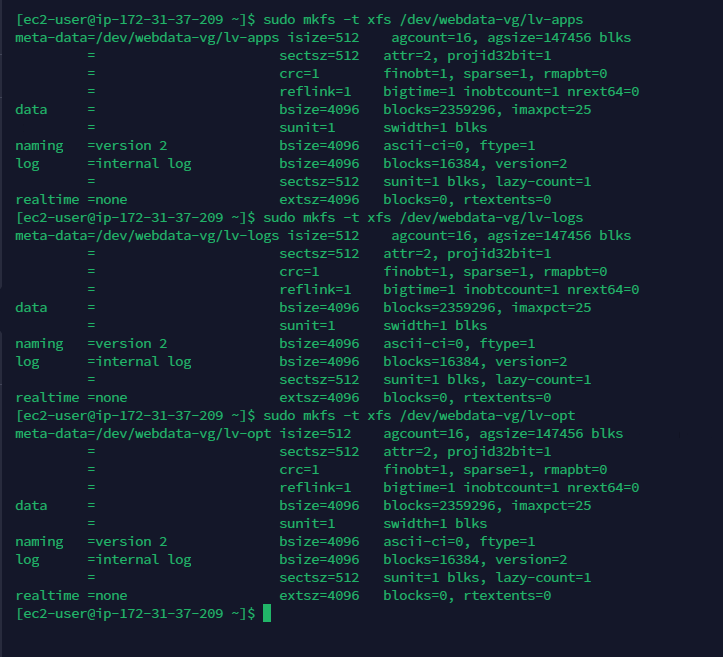 [ec2-user@ip-172-31-37-209 ~]$ sudo mkfs -t xfs /dev/webdata-vg/lv-apps
meta-data=/dev/webdata-vg/lv-apps isize=512    agcount=16, agsize=147456 blks
         =                       sectsz=512   attr=2, projid32bit=1
         =                       crc=1        finobt=1, sparse=1, rmapbt=0
         =                       reflink=1    bigtime=1 inobtcount=1 nrext64=0
data     =                       bsize=4096   blocks=2359296, imaxpct=25
         =                       sunit=1      swidth=1 blks
naming   =version 2              bsize=4096   ascii-ci=0, ftype=1
log      =internal log           bsize=4096   blocks=16384, version=2
         =                       sectsz=512   sunit=1 blks, lazy-count=1
realtime =none                   extsz=4096   blocks=0, rtextents=0
[ec2-user@ip-172-31-37-209 ~]$ sudo mkfs -t xfs /dev/webdata-vg/lv-logs
meta-data=/dev/webdata-vg/lv-logs isize=512    agcount=16, agsize=147456 blks
         =                       sectsz=512   attr=2, projid32bit=1
         =                       crc=1        finobt=1, sparse=1, rmapbt=0
         =                       reflink=1    bigtime=1 inobtcount=1 nrext64=0
data     =                       bsize=4096   blocks=2359296, imaxpct=25
         =                       sunit=1      swidth=1 blks
naming   =version 2              bsize=4096   ascii-ci=0, ftype=1
log      =internal log           bsize=4096   blocks=16384, version=2
         =                       sectsz=512   sunit=1 blks, lazy-count=1
realtime =none                   extsz=4096   blocks=0, rtextents=0
[ec2-user@ip-172-31-37-209 ~]$ sudo mkfs -t xfs /dev/webdata-vg/lv-opt
meta-data=/dev/webdata-vg/lv-opt isize=512    agcount=16, agsize=147456 blks
         =                       sectsz=512   attr=2, projid32bit=1
         =                       crc=1        finobt=1, sparse=1, rmapbt=0
         =                       reflink=1    bigtime=1 inobtcount=1 nrext64=0
data     =                       bsize=4096   blocks=2359296, imaxpct=25
         =                       sunit=1      swidth=1 blks
naming   =version 2              bsize=4096   ascii-ci=0, ftype=1
log      =internal log           bsize=4096   blocks=16384, version=2
         =                       sectsz=512   sunit=1 blks, lazy-count=1
realtime =none                   extsz=4096   blocks=0, rtextents=0
[ec2-user@ip-172-31-37-209 ~]$